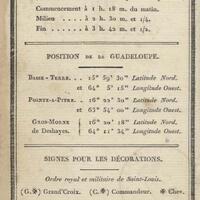 Commencement à 1 h. 18 m. du matin.
Milieu . . . . à 2 h. 30 m. et 1/4.
Fin . . . . à 3 h. 42 m. et 1/2.
POSITION DE LA GUADELOUPE.
BASSE-TERRE. . . 15° 59' 30" Latitude Nord.
et 64° 5' 15" Longitude Ouest.
POINTE-A-PITRE. . 16° 22' 30" Latitude Nord.
et 63° 54' 00" Longitude Ouest.
GROS-MORNE 16° 20' 18" Latitude Nord.
de Deshayes. 64° 11' 34" Longitude Ouest.
SIGNES POUR LES DÉCORATIONS.
Ordre royal et militaire de Saint-Louis.
(G.✠) Grand'Croix. (C.✠) Commandeur. ✠ Chev.